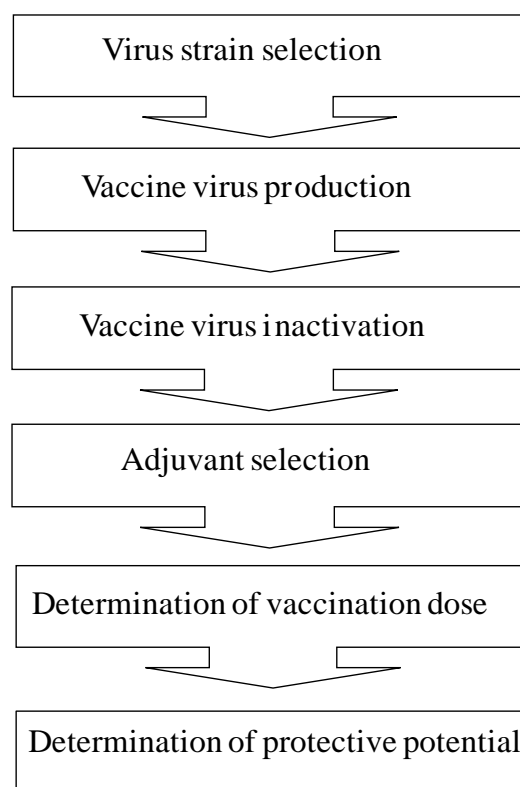 Virus strain selection
Vaccine virus production
Vaccine virus inactivation
Adjuvant selection
Determination of vaccination dose
Determination of protective potential